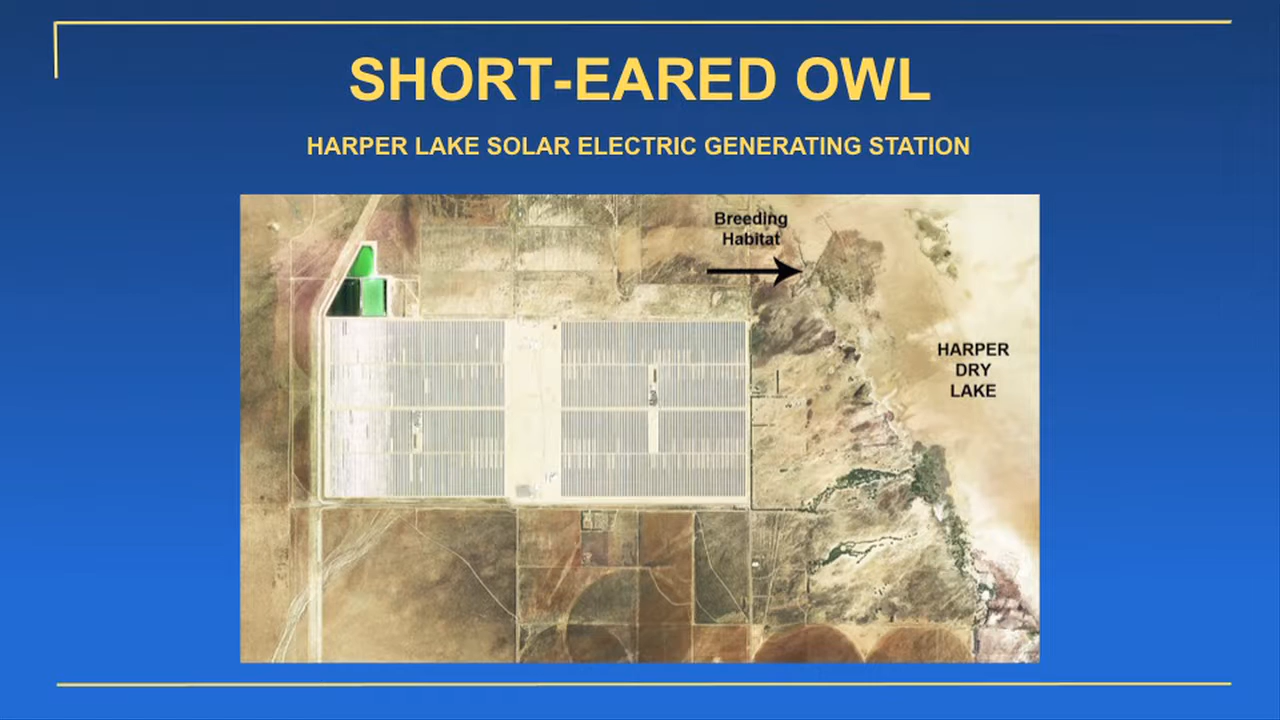 SHORT-EARED OWL
HARPER LAKE SOLAR ELECTRIC GENERATING STATION
Breeding
Habitat
HARPER
DRY
LAKE